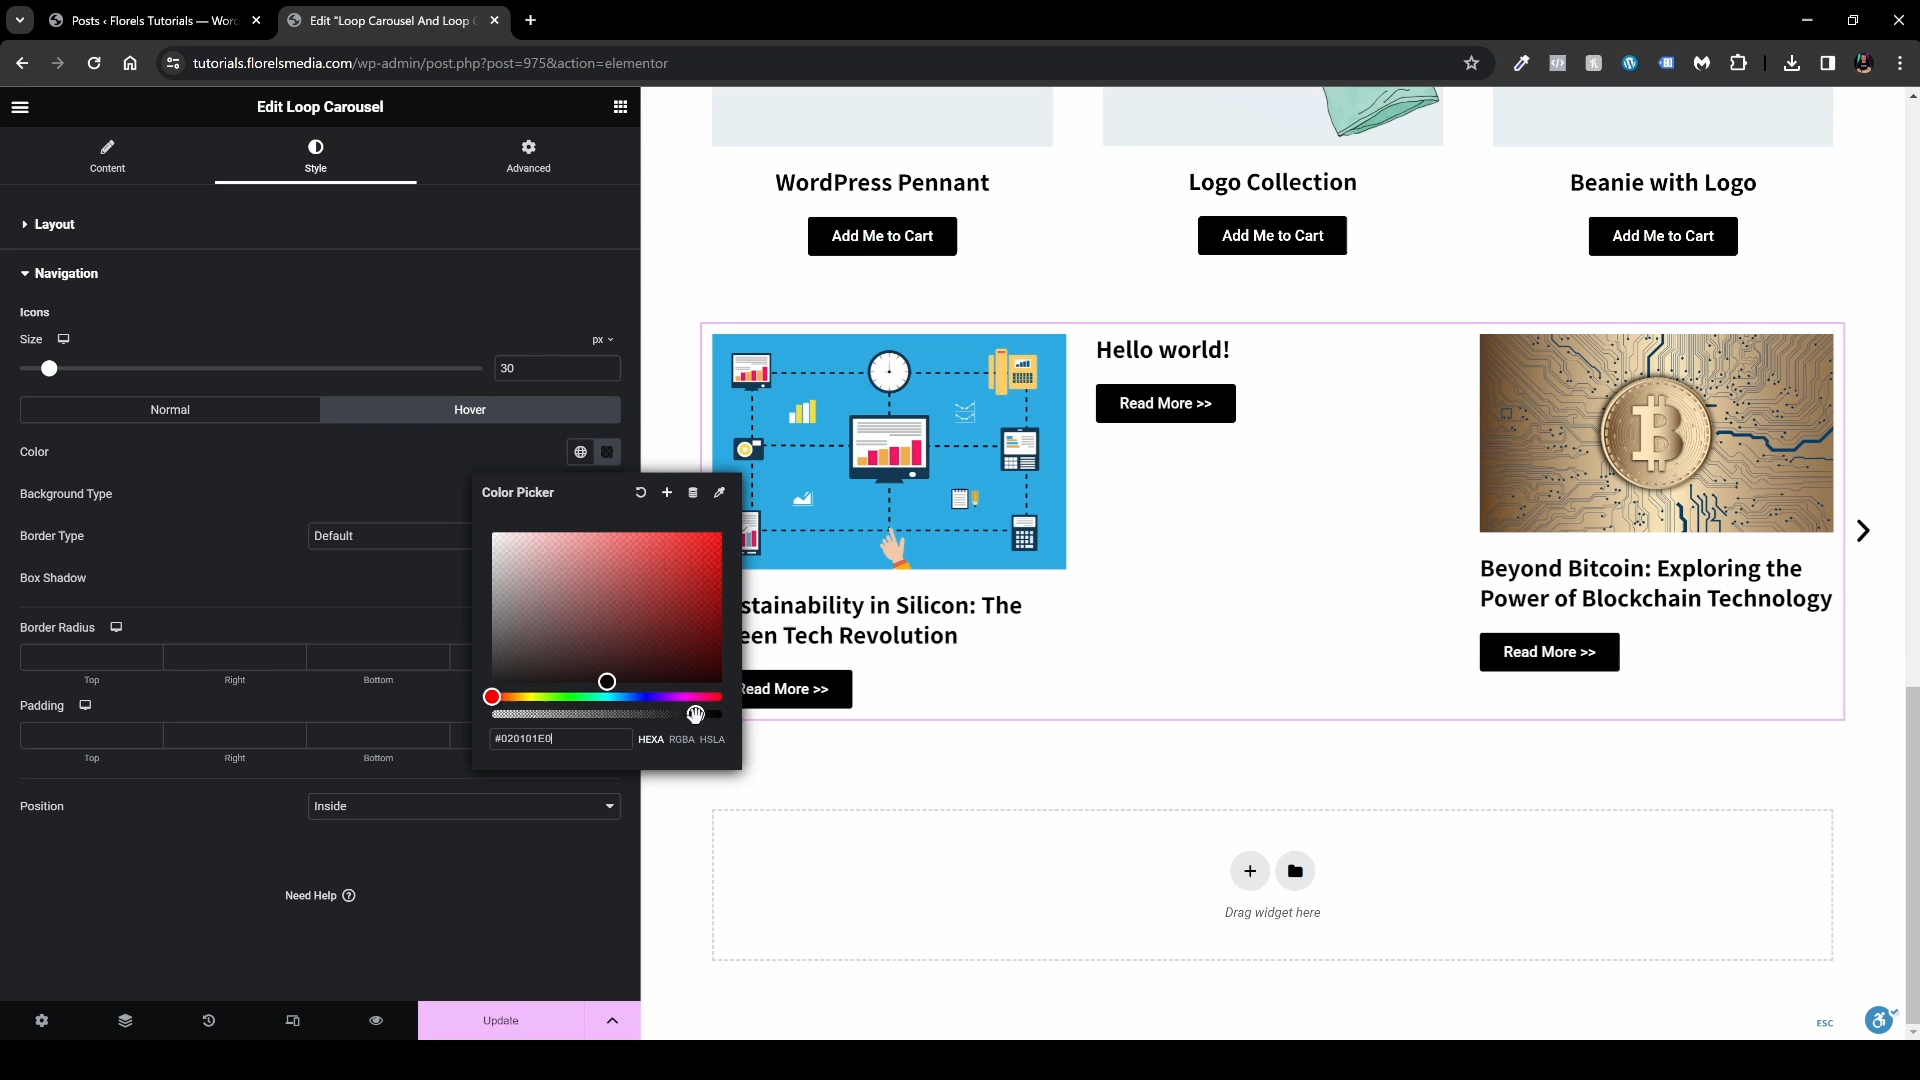 Posts ‹ Florels Tutorials — Wor
Edit "Loop Carousel And Loop
tutorials.florelsmedia.com/wp-admin/post.php?post=975&action=elementor
Edit Loop Carousel
Content
Style
Advanced
Layout
Navigation
Icons
Size
px
30
Normal
Hover
Color
Background Type
Border Type
Default
Box Shadow
Border Radius
Top
Right
Bottom
Padding
Top
Right
Bottom
Position
Inside
Need Help
Update
Color Picker
#020101E0
HEXA RGBA HSLA
WordPress Pennant
Add Me to Cart
Logo Collection
Add Me to Cart
Beanie with Logo
Add Me to Cart
stainability in Silicon: The
een Tech Revolution
Read More >>
Hello world!
Read More >>
Beyond Bitcoin: Exploring the
Power of Blockchain Technology
Read More >>
Drag widget here
ESC